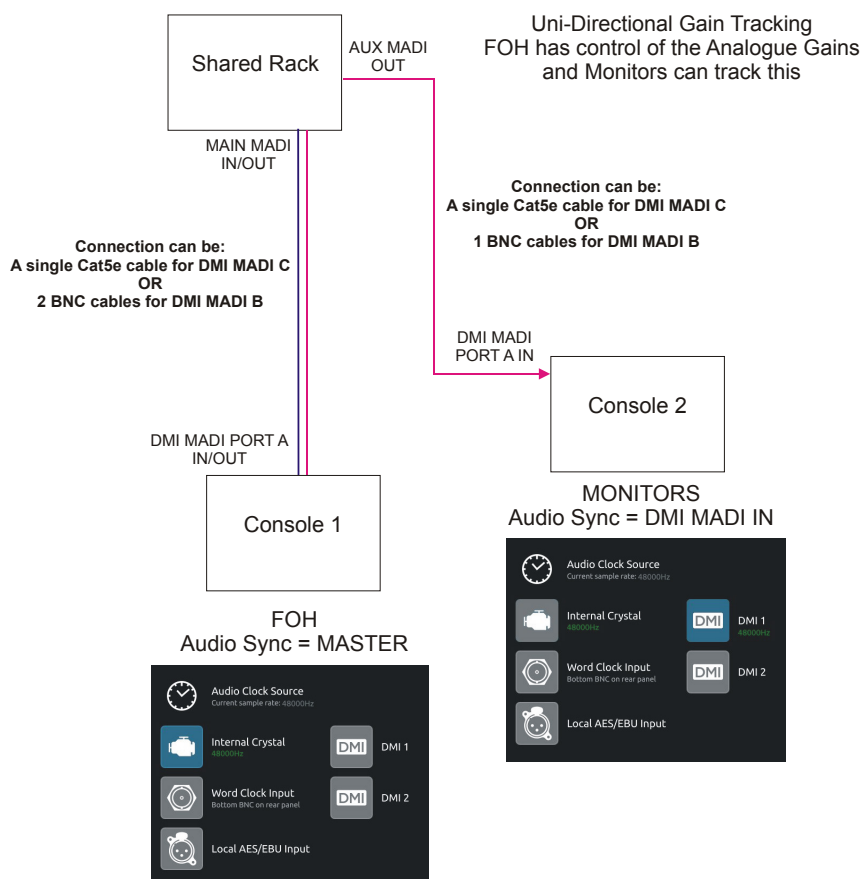 Uni-Directional Gain Tracking
FOH has control of the Analogue Gains
and Monitors can track this
Shared Rack
AUX MADI
OUT
MAIN MADI
IN/OUT
Connection can be:
A single Cat5e cable for DMI MADI C
OR
1 BNC cables for DMI MADI B
Connection can be:
A single Cat5e cable for DMI MADI C
OR
2 BNC cables for DMI MADI B
DMI MADI
PORT A IN
Console 2
DMI MADI PORT A
IN/OUT
Console 1
MONITORS
Audio Sync = DMI MADI IN
Audio Clock Source
Current sample rate: 48000Hz
Internal Crystal
48000Hz
DMI
DMI 1
48000Hz
Word Clock Input
Bottom BNC on rear panel
DMI
DMI 2
Local AES/EBU Input
FOH
Audio Sync = MASTER
Audio Clock Source
Current sample rate: 48000Hz
Internal Crystal
48000Hz
DMI
DMI 1
Word Clock Input
Bottom BNC on rear panel
DMI
DMI 2
Local AES/EBU Input